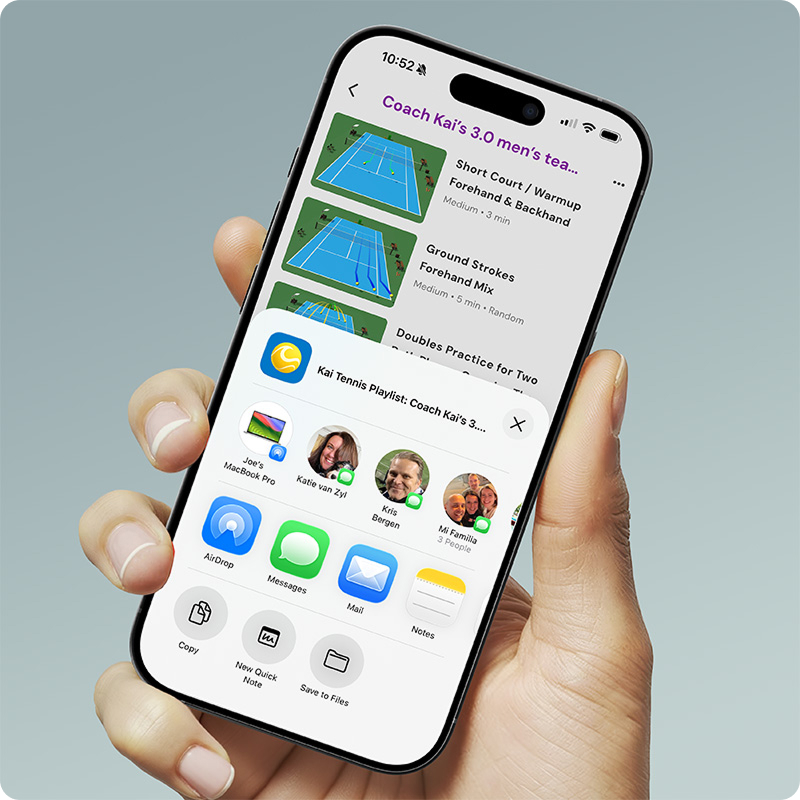 10:52
Coach Kai's 3.0 men's tea...
Short Court / Warmup
Forehand & Backhand
Medium • 3 min
Ground Strokes
Forehand Mix
Medium • 5 min • Random
Doubles Practice for Two
Kai Tennis Playlist: Coach Kai's 3....
Joe's
MacBook Pro
Katie van Zyl
Kris
Bergen
Mi Familia
3 People
AirDrop
Messages
Mail
Notes
Copy
New Quick
Note
Save to Files